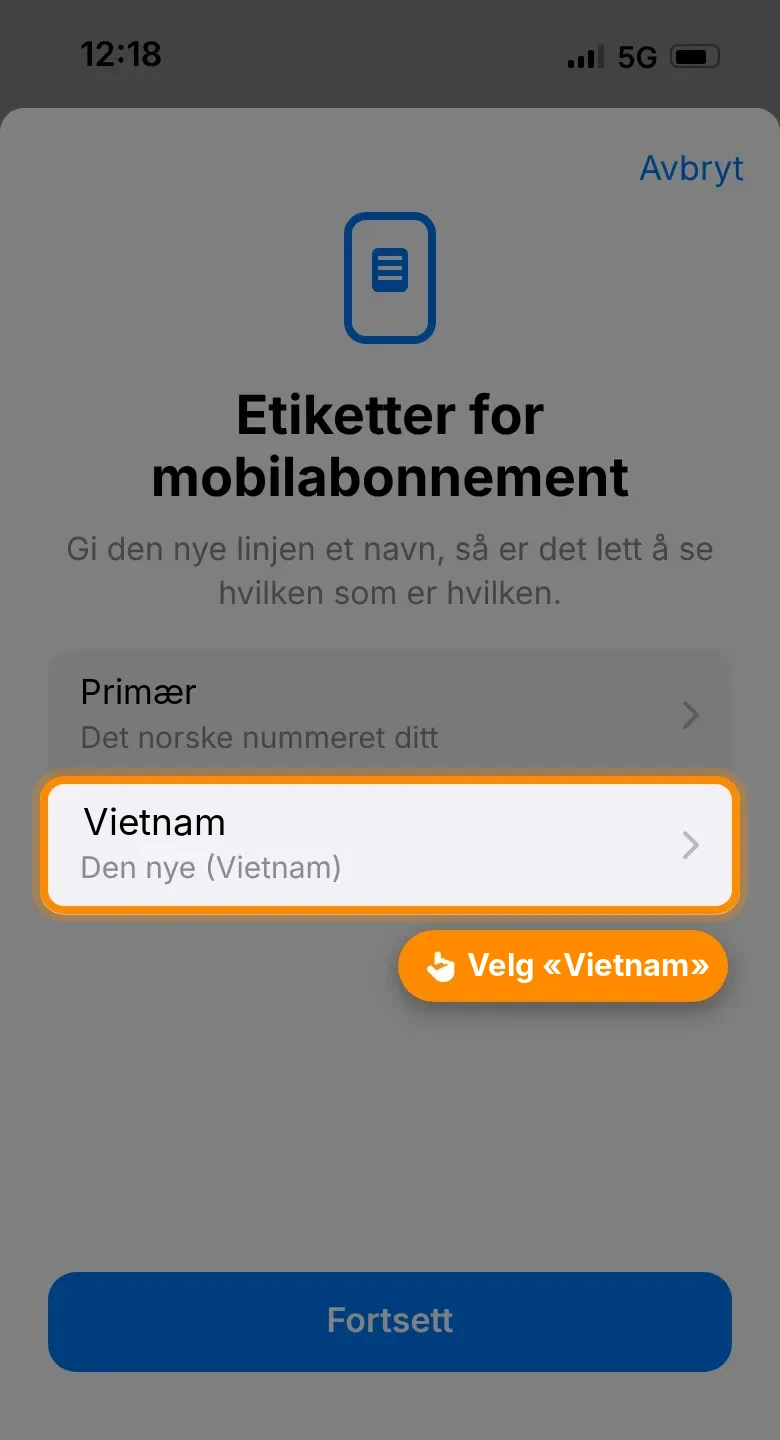 12:18 5G
Avbryt
Etiketter for
mobilabonnement
Gi den nye linjen et navn, så er det lett å se
hvilken som er hvilken.
Primær
Det norske nummeret ditt
Vietnam
Den nye (Vietnam)
Velg «Vietnam»
Fortsett